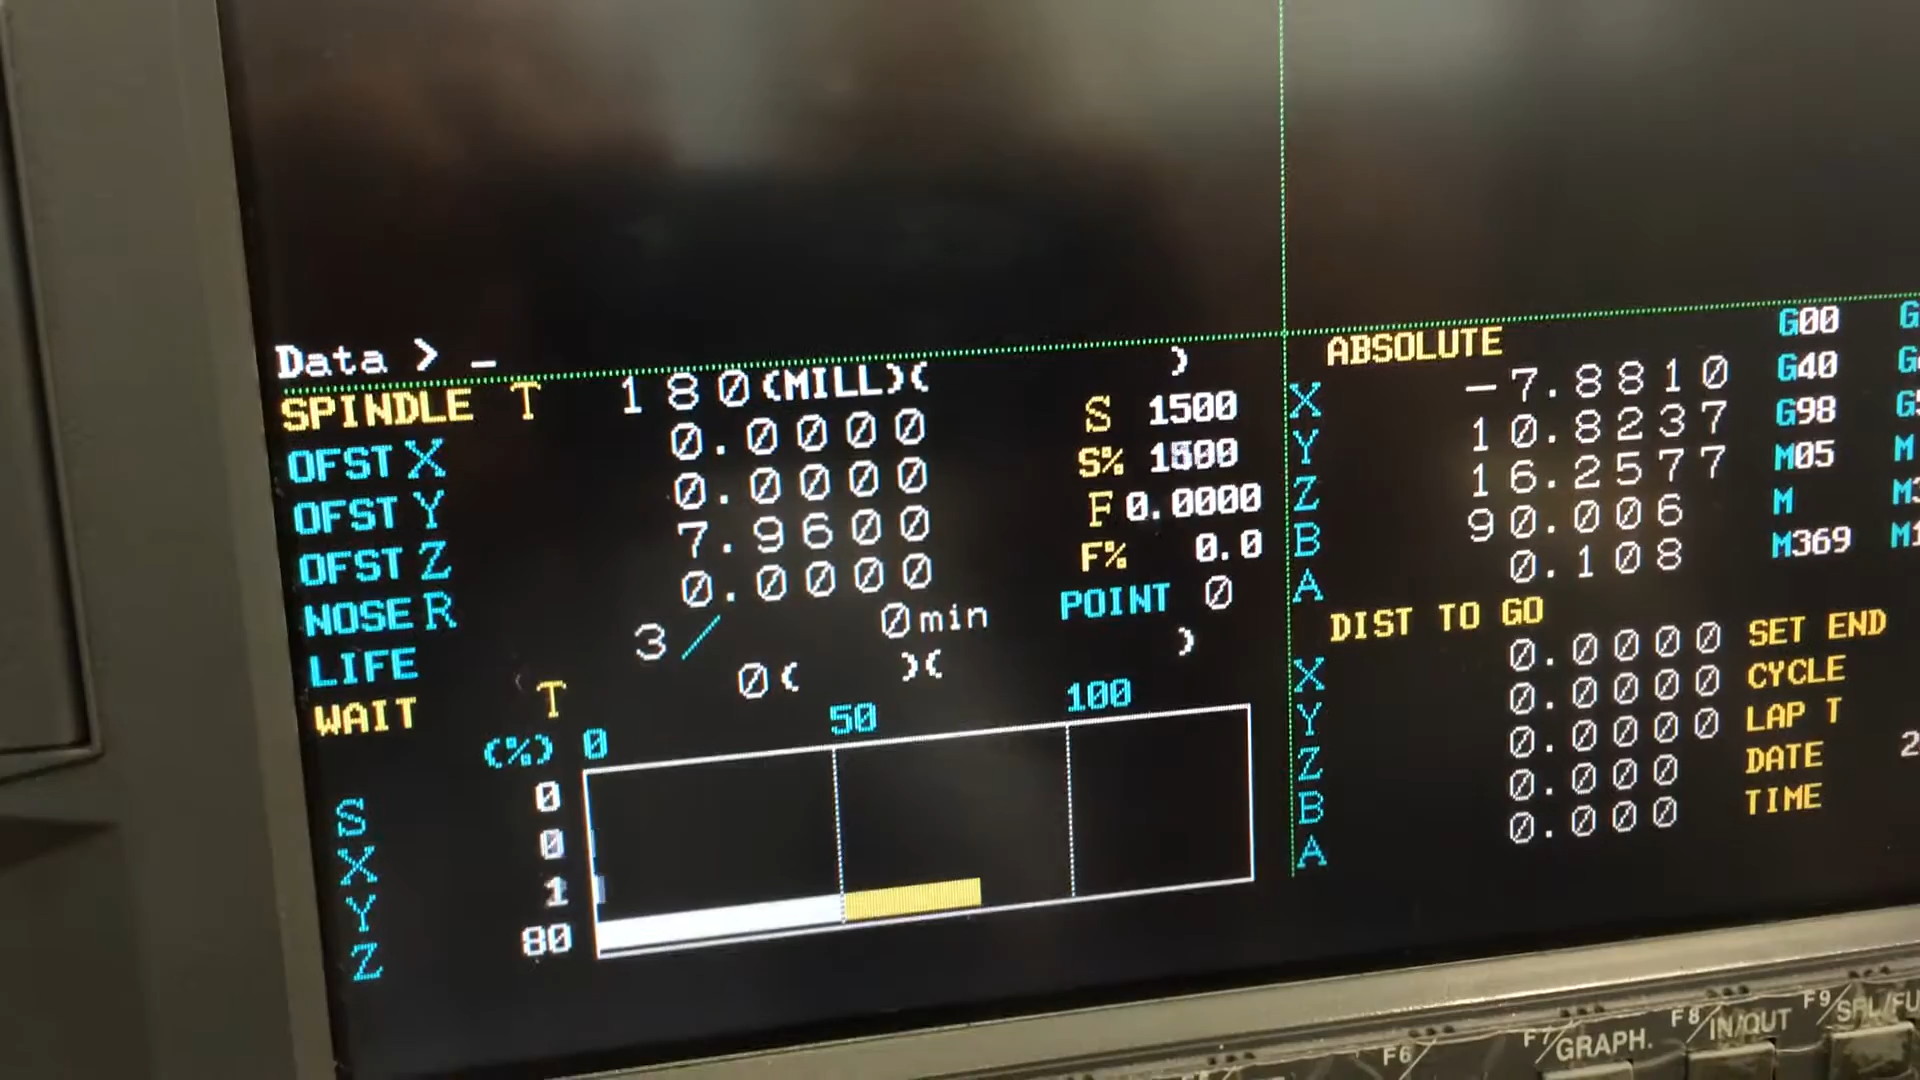 Data > _
SPINDLE T 180(MILL)( )
OFST X 0.0000
OFST Y 0.0000
OFST Z 7.9600
NOSE R 0.0000
LIFE 3/ 0min
WAIT T 0( )( )
S 1500
S% 1500
F 0.0000
F% 0.0
POINT 0
(%) 0 50 100
S 0
X 0
Y 1
Z 80
ABSOLUTE
X -7.8810
Y 10.8237
Z 16.2577
B 90.006
A 0.108
DIST TO GO
X 0.0000
Y 0.0000
Z 0.0000
B 0.000
A 0.000
G00 G
G40 G
G98 G5
M05 M
M M3
M369 M1
SET END
CYCLE
LAP T
DATE 2
TIME
F6
F7 GRAPH.
F8 IN/OUT
F9